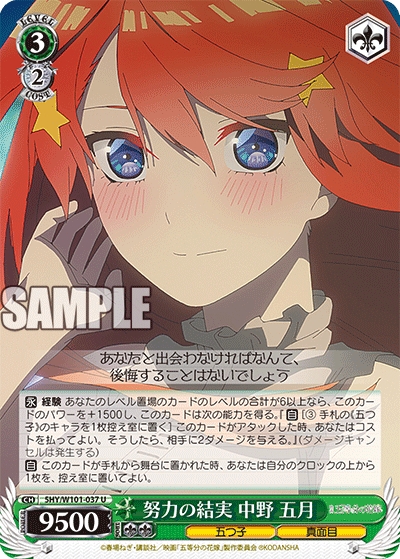 LEVEL
3
2
COST
SAMPLE
あなたと出会わなければなんて、
後悔することはないでしょう
永 経験 あなたのレベル置場のカードのレベルの合計が6以上なら、このカード
のパワーを+1500し、このカードは次の能力を得る。『自［③ 手札の《五つ
子》のキャラを1枚控え室に置く］このカードがアタックした時、あなたはコス
トを払ってよい。そうしたら、相手に2ダメージを与える。』（ダメージキャン
セルは発生する）
自 このカードが手札から舞台に置かれた時、あなたは自分のクロックの上から
1枚を、控え室に置いてよい。
CH 5HY/W101-037 U
9500
努力の結実 中野 五月
五つ子
真面目
©春場ねぎ・講談社／映画「五等分の花嫁」製作委員会 ©KODANSHA